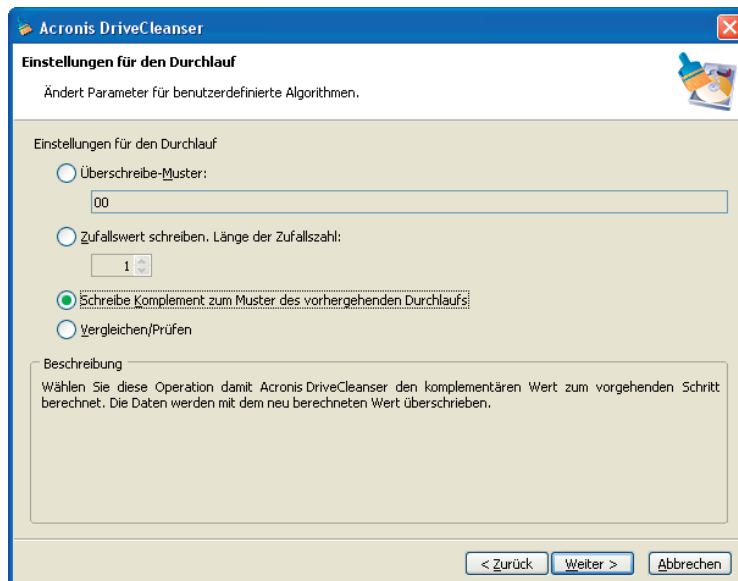 Acronis DriveCleanser
Einstellungen für den Durchlauf
Ändert Parameter für benutzerdefinierte Algorithmen.
Einstellungen für den Durchlauf
Überschreibe-Muster:
00
Zufallswert schreiben. Länge der Zufallszahl:
1
Schreibe Komplement zum Muster des vorhergehenden Durchlaufs
Vergleichen/Prüfen
Beschreibung
Wählen Sie diese Operation damit Acronis DriveCleanser den komplementären Wert zum vorgehenden Schritt
berechnet. Die Daten werden mit dem neu berechneten Wert überschrieben.
< Zurück Weiter > Abbrechen